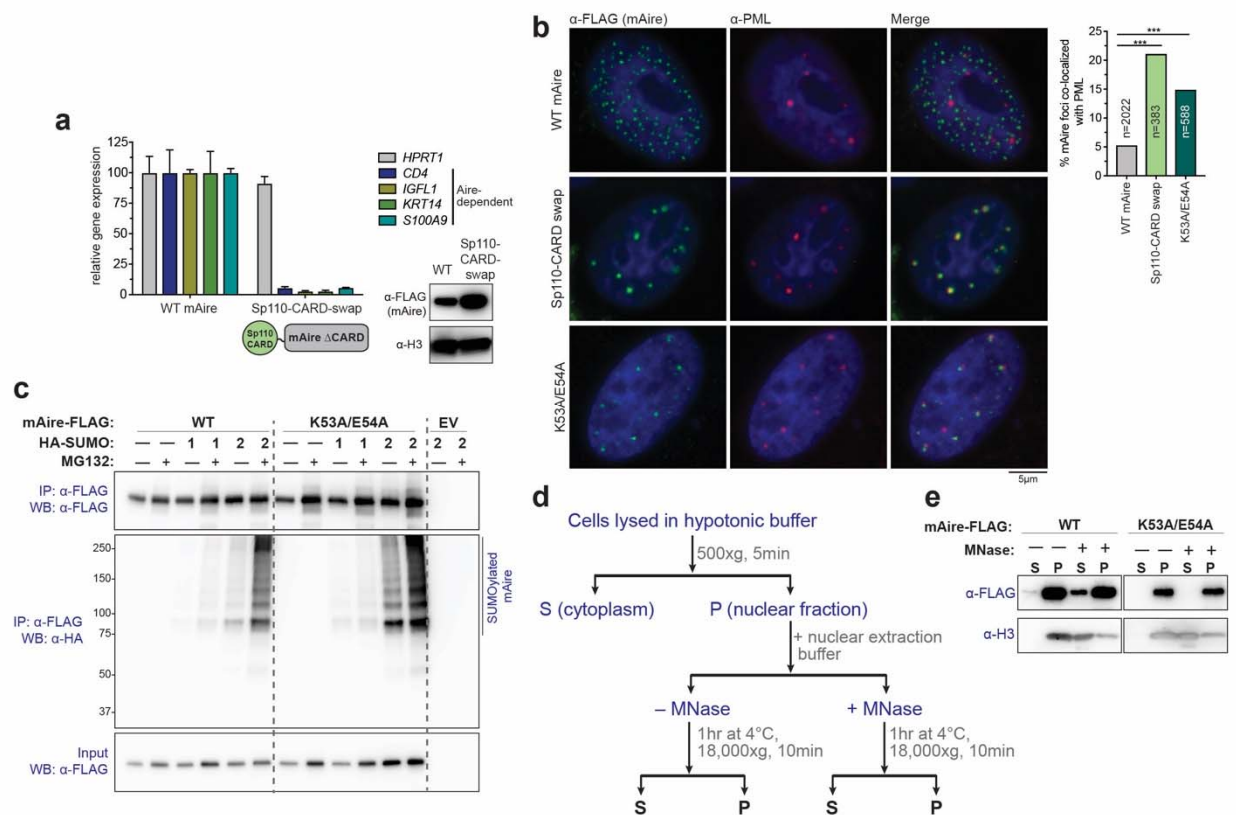 a
relative gene expression
125
100
75
50
25
0
WT mAire
Sp110-CARD-swap
Sp110
CARD
mAire ΔCARD
HPRT1
CD4
IGFL1
KRT14
S100A9
Aire-
dependent
WT
Sp110-
CARD-
swap
α-FLAG
(mAire)
α-H3
b
α-FLAG (mAire)
α-PML
Merge
WT mAire
Sp110-CARD swap
K53A/E54A
5µm
% mAire foci co-localized
with PML
25
20
15
10
5
0
***
***
n=2022
n=383
n=588
WT mAire
Sp110-CARD swap
K53A/E54A
c
mAire-FLAG: WT K53A/E54A EV
HA-SUMO: — — 1 1 2 2 — — 1 1 2 2 2 2
MG132: — + — + — + — + — + — + — +
IP: α-FLAG
WB: α-FLAG
250
150
100
75
50
37
IP: α-FLAG
WB: α-HA
SUMOylated
mAire
Input
WB: α-FLAG
d
Cells lysed in hypotonic buffer
500xg, 5min
S (cytoplasm) P (nuclear fraction)
+ nuclear extraction
buffer
– MNase + MNase
1hr at 4°C, 1hr at 4°C,
18,000xg, 10min 18,000xg, 10min
S P S P
e
mAire-FLAG: WT K53A/E54A
MNase: — — + + — — + +
S P S P S P S P
α-FLAG
α-H3